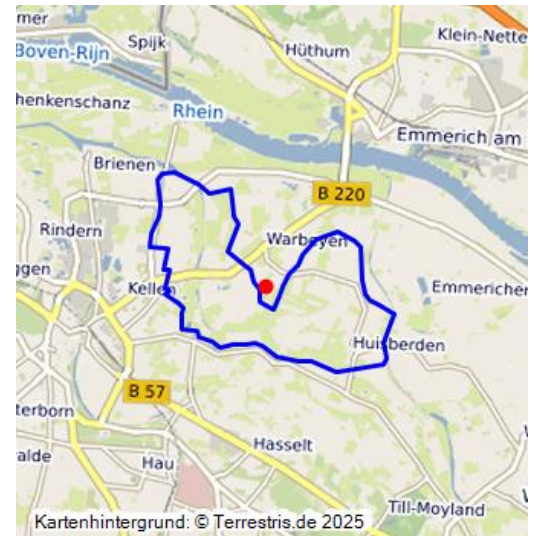 mer
Spijk
Klein-Nette
Boven-Rijn
Hüthum
henkenschanz
Rhein
Emmerich am
Brienen
B 220
Rindern
Warbeyen
ggen
Kellen
Emmericher
Huisberden
B 57
terborn
Hasselt
alde
Hau
Till-Moyland
Kartenhintergrund: © Terrestris.de 2025